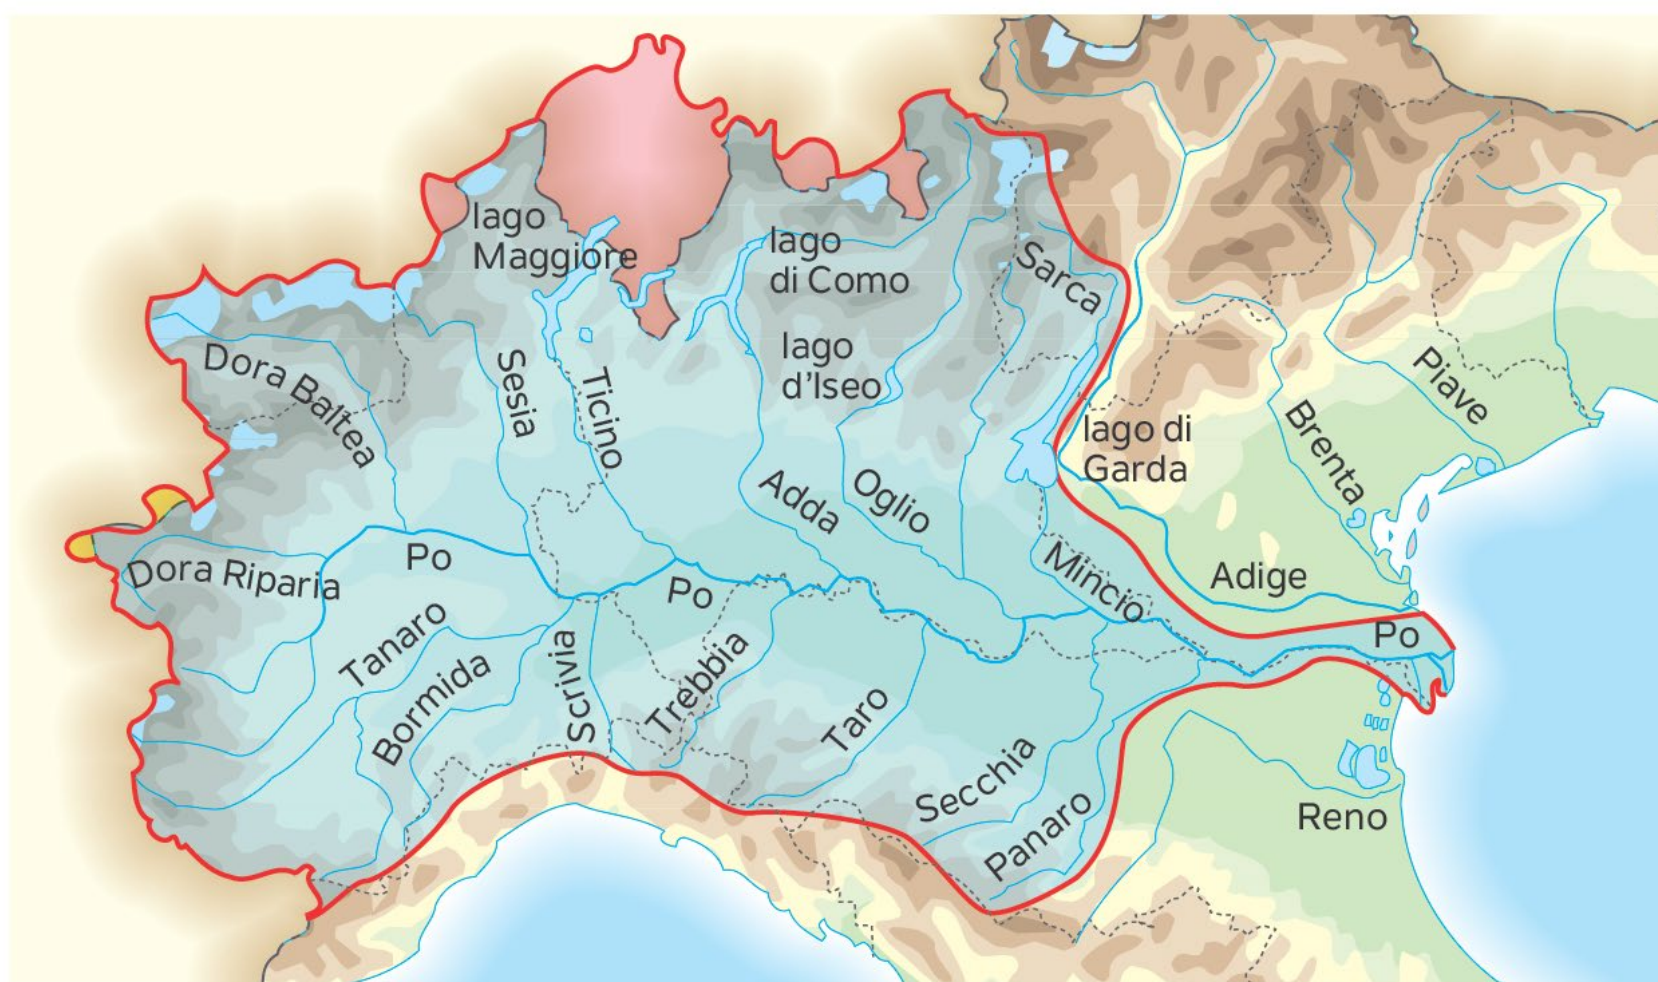 lago
Maggiore
lago
di Como
Sarca
lago
d'Iseo
Dora Baltea
Sesia
Ticino
Piave
Brenta
lago di
Garda
Adda
Oglio
Dora Riparia
Po
Po
Mincio
Adige
Po
Tanaro
Bormida
Scrivia
Trebbia
Taro
Secchia
Panaro
Reno